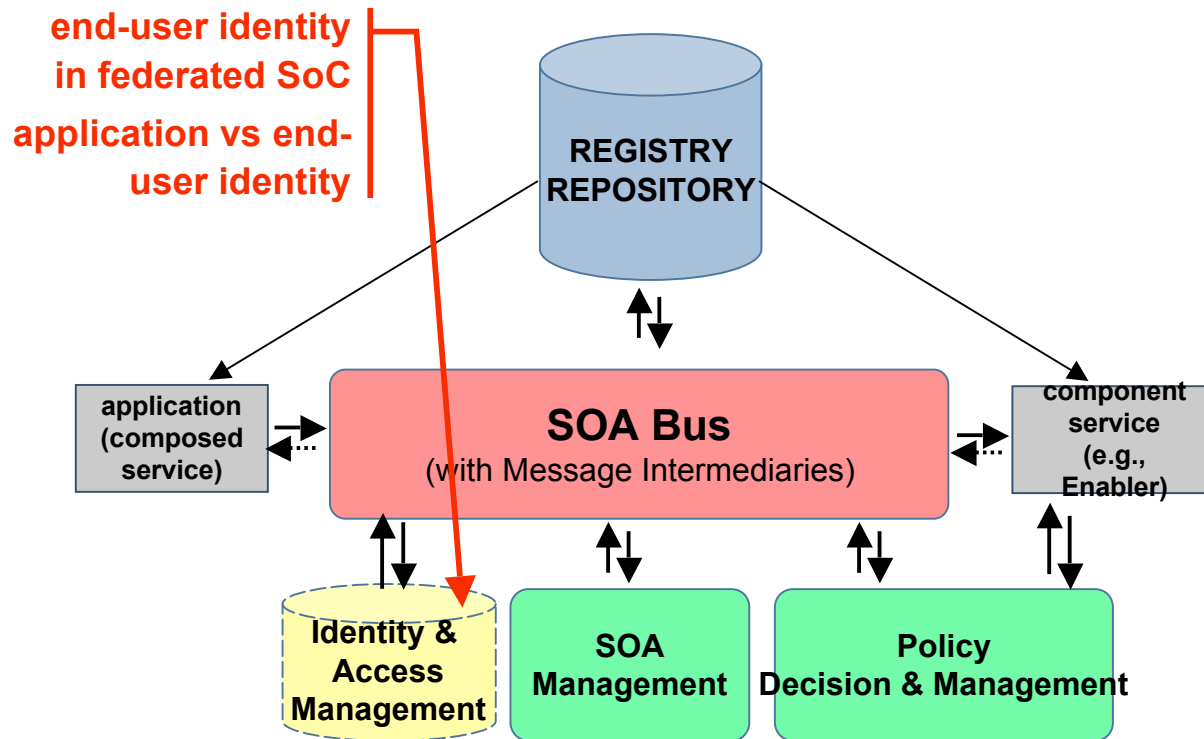 end-user identity
in federated SoC
application vs end-
user identity
REGISTRY
REPOSITORY
application
(composed
service)
SOA Bus
(with Message Intermediaries)
component
service
(e.g.,
Enabler)
Identity &
Access
Management
SOA
Management
Policy
Decision & Management